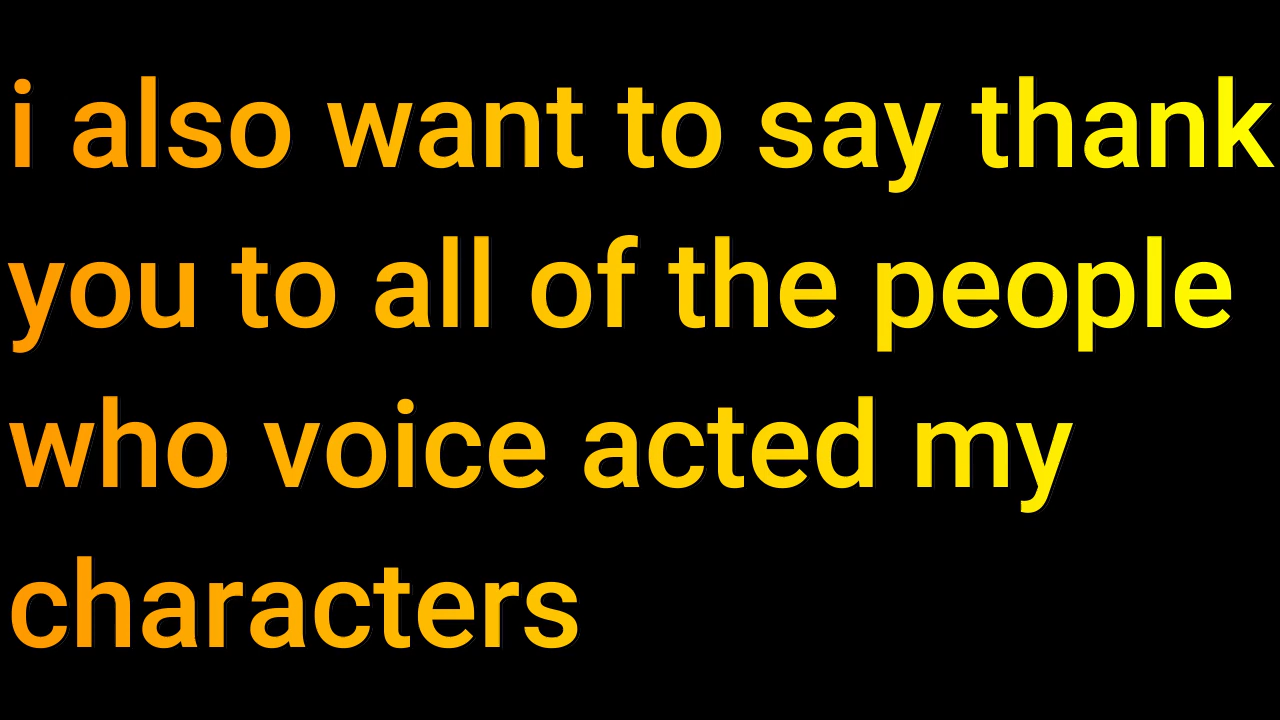 i also want to say thank
you to all of the people
who voice acted my
characters